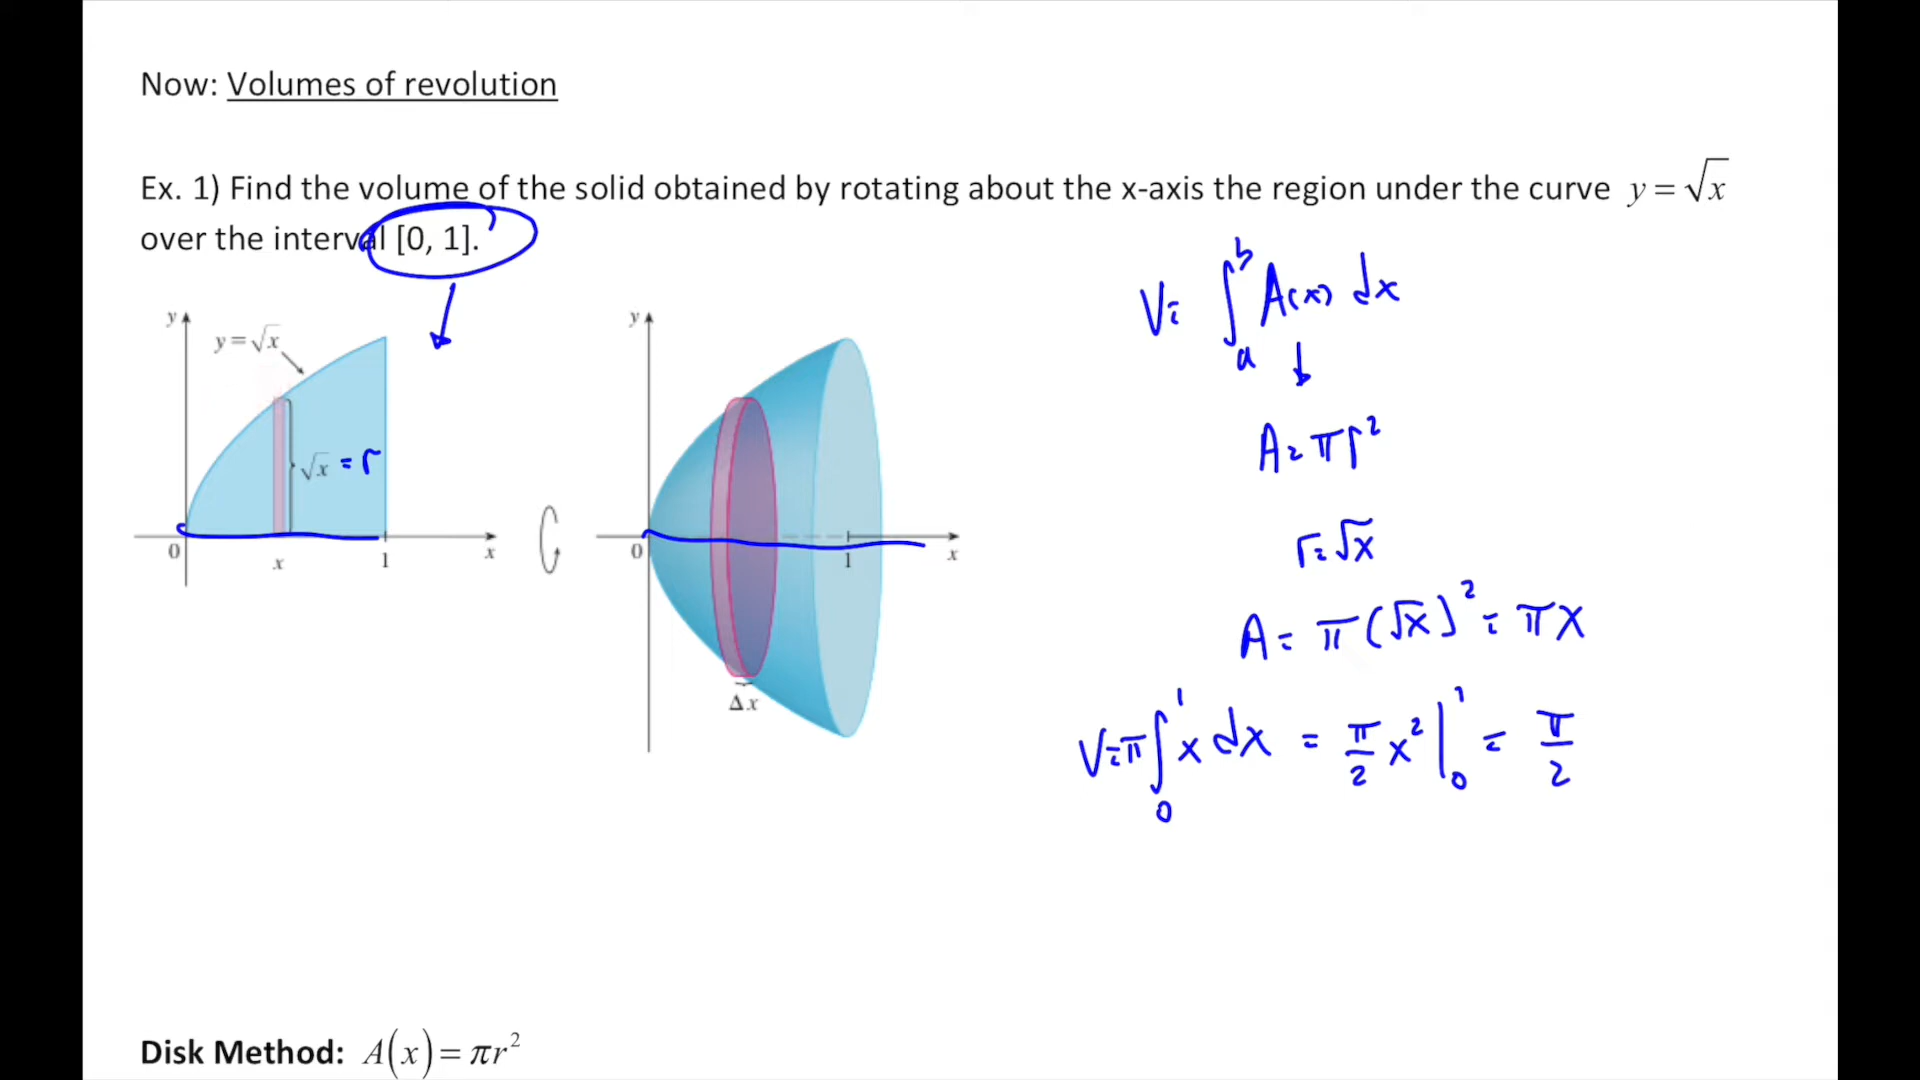 Now: Volumes of revolution
Ex. 1) Find the volume of the solid obtained by rotating about the x-axis the region under the curve y = √x
over the interval [0, 1].
V = ∫_a^b A(x) dx
A = πr²
r = √x
A = π(√x)² = πx
V = π∫_0^1 x dx = π/2 x²|_0^1 = π/2
y
y = √x
√x = r
0
x
1
x
y
0
1
x
Δx
Disk Method: A(x) = πr²